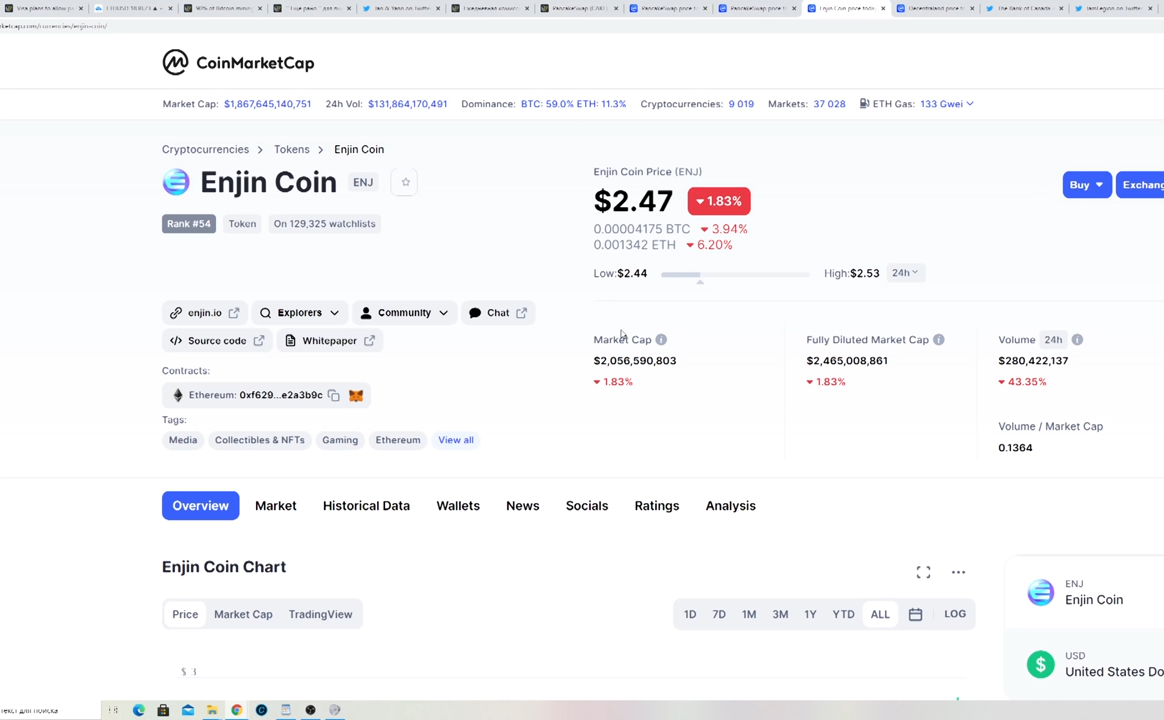 CoinMarketCap
Market Cap: $1,867,645,140,751 24h Vol: $131,864,170,491 Dominance: BTC: 59.0% ETH: 11.3% Cryptocurrencies: 9 019 Markets: 37 028 ETH Gas: 133 Gwei
Cryptocurrencies > Tokens > Enjin Coin
Enjin Coin ENJ
Rank #54 Token On 129,325 watchlists
Enjin Coin Price (ENJ)
$2.47 1.83%
0.00004175 BTC 3.94%
0.001342 ETH 6.20%
Low:$2.44 High:$2.53 24h
Buy Exchang
enjin.io Explorers Community Chat
Source code Whitepaper
Contracts:
Ethereum: 0xf629...e2a3b9c
Tags:
Media Collectibles & NFTs Gaming Ethereum View all
Market Cap
$2,056,590,803
1.83%
Fully Diluted Market Cap
$2,465,008,861
1.83%
Volume 24h
$280,422,137
43.35%
Volume / Market Cap
0.1364
Overview Market Historical Data Wallets News Socials Ratings Analysis
Enjin Coin Chart
Price Market Cap TradingView
1D 7D 1M 3M 1Y YTD ALL LOG
$ 3
ENJ
Enjin Coin
USD
United States Do